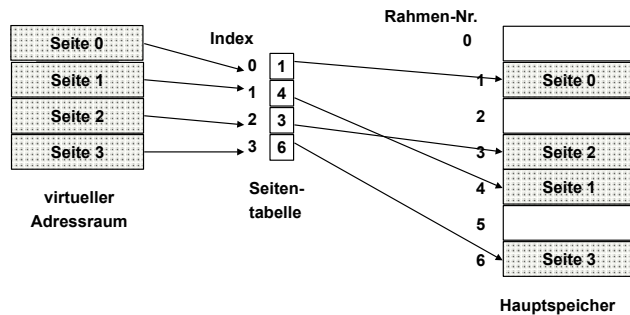 Seite 0
Seite 1
Seite 2
Seite 3
virtueller
Adressraum
Index
0 1
1 4
2 3
3 6
Seiten-
tabelle
Rahmen-Nr.
0
1 Seite 0
2
3 Seite 2
4 Seite 1
5
6 Seite 3
Hauptspeicher